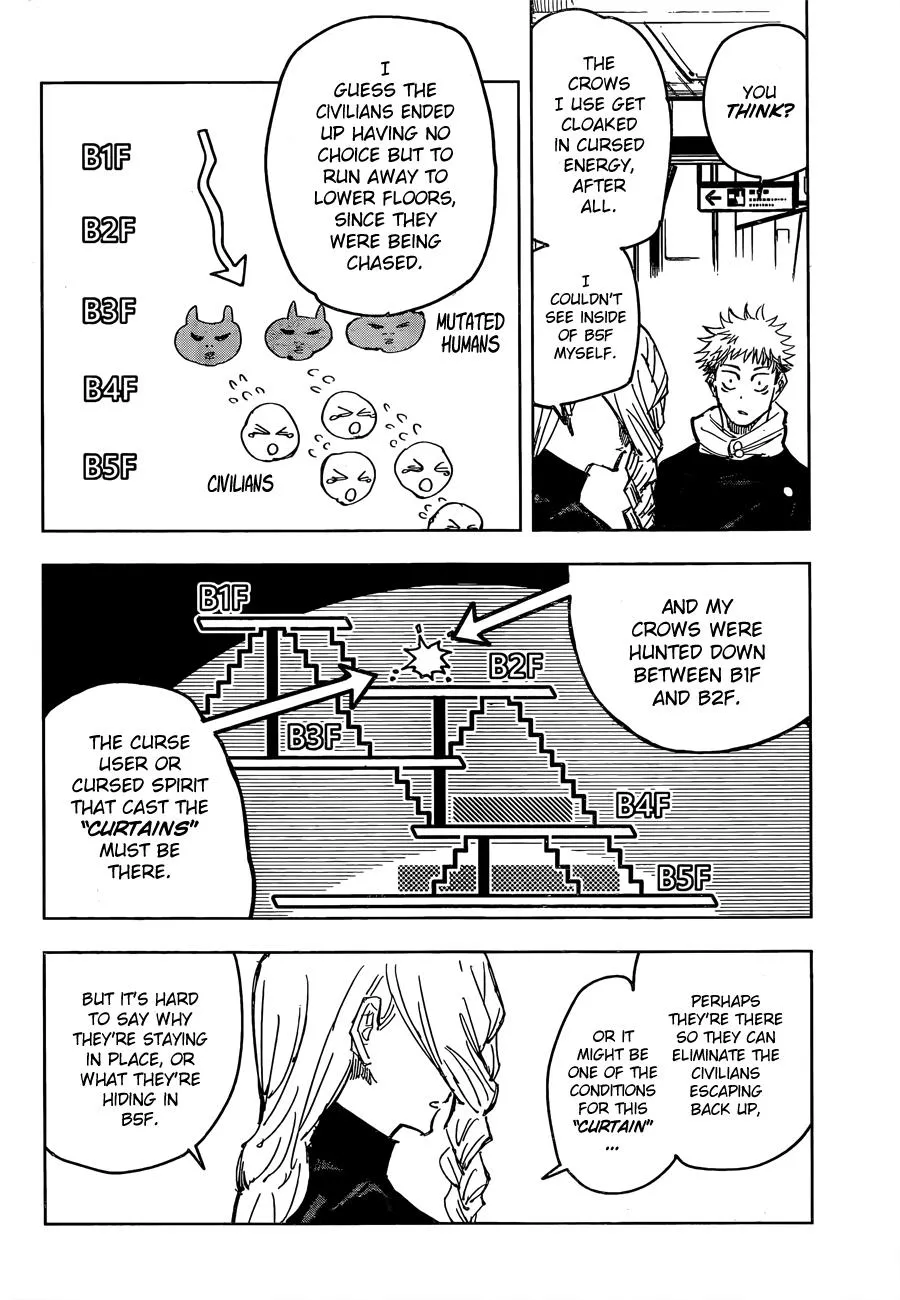 YOU
THINK?
THE
CROWS
I USE GET
CLOAKED
IN CURSED
ENERGY,
AFTER
ALL.
I
COULDN'T
SEE INSIDE
OF B5F
MYSELF.
I
GUESS THE
CIVILIANS ENDED
UP HAVING NO
CHOICE BUT TO
RUN AWAY TO
LOWER FLOORS,
SINCE THEY
WERE BEING
CHASED.
B1F
B2F
B3F
MUTATED
HUMANS
B4F
B5F
CIVILIANS
AND MY
CROWS WERE
HUNTED DOWN
BETWEEN B1F
AND B2F.
B1F
B2F
B3F
B4F
B5F
THE CURSE
USER OR
CURSED SPIRIT
THAT CAST THE
"CURTAINS"
MUST BE
THERE.
PERHAPS
THEY'RE THERE
SO THEY CAN
ELIMINATE THE
CIVILIANS
ESCAPING
BACK UP,
OR IT
MIGHT BE
ONE OF THE
CONDITIONS
FOR THIS
"CURTAIN"
...
BUT IT'S HARD
TO SAY WHY
THEY'RE STAYING
IN PLACE, OR
WHAT THEY'RE
HIDING IN
B5F.